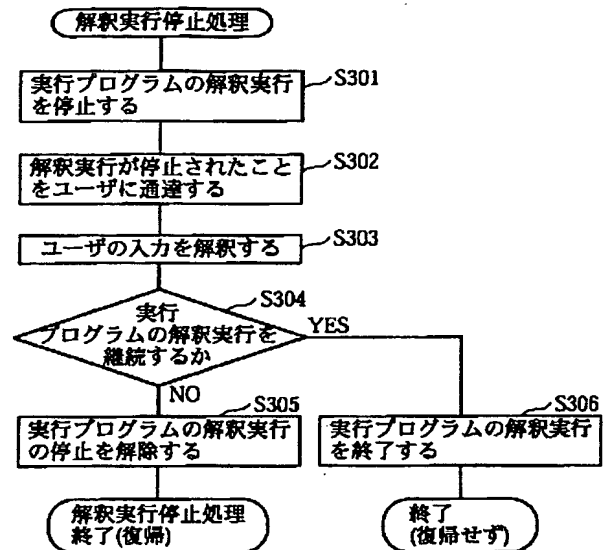 解釈実行停止処理
実行プログラムの解釈実行
を停止する
S301
解釈実行が停止されたこと
をユーザに通達する
S302
ユーザの入力を解釈する
S303
実行
プログラムの解釈実行を
継続するか
S304
YES
NO
実行プログラムの解釈実行
の停止を解除する
S305
実行プログラムの解釈実行
を終了する
S306
解釈実行停止処理
終了(復帰)
終了
(復帰せず)